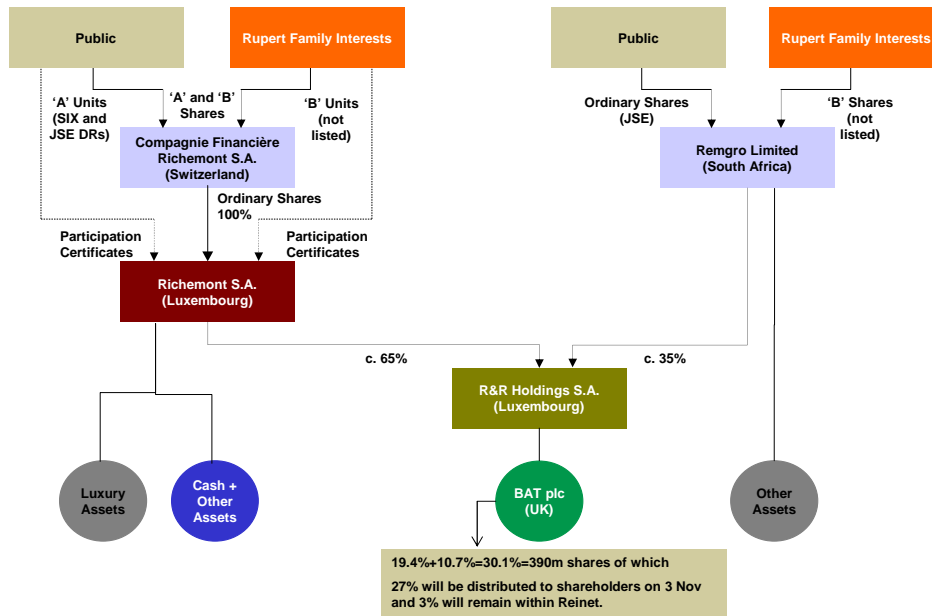 Public
Rupert Family Interests
Public
Rupert Family Interests
‘A’ Units
(SIX and
JSE DRs)
‘A’ and ‘B’
Shares
‘B’ Units
(not
listed)
Ordinary Shares
(JSE)
‘B’ Shares
(not
listed)
Compagnie Financière
Richemont S.A.
(Switzerland)
Remgro Limited
(South Africa)
Ordinary Shares
100%
Participation
Certificates
Participation
Certificates
Richemont S.A.
(Luxembourg)
c. 65%
c. 35%
R&R Holdings S.A.
(Luxembourg)
Luxury
Assets
Cash +
Other
Assets
BAT plc
(UK)
Other
Assets
19.4%+10.7%=30.1%=390m shares of which
27% will be distributed to shareholders on 3 Nov
and 3% will remain within Reinet.